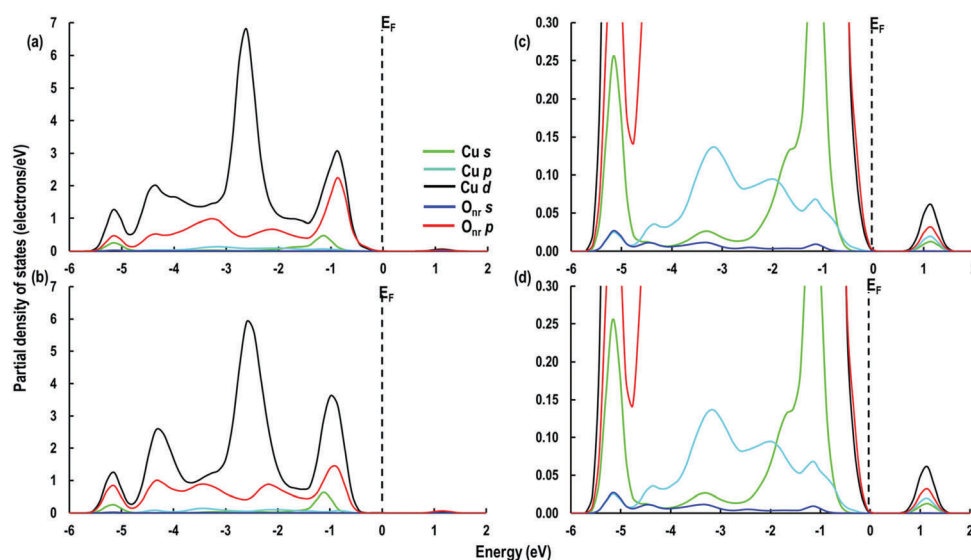 Partial density of states (electrons/eV)
(a)
7
6
5
4
3
2
1
0
-6 -5 -4 -3 -2 -1 0 1 2
E_F
Cu s
Cu p
Cu d
O_nr s
O_nr p
(c)
0.30
0.25
0.20
0.15
0.10
0.05
0.00
-6 -5 -4 -3 -2 -1 0 1 2
E_F
(b)
7
6
5
4
3
2
1
0
-6 -5 -4 -3 -2 -1 0 1 2
E_F
(d)
0.30
0.25
0.20
0.15
0.10
0.05
0.00
-6 -5 -4 -3 -2 -1 0 1 2
E_F
Energy (eV)